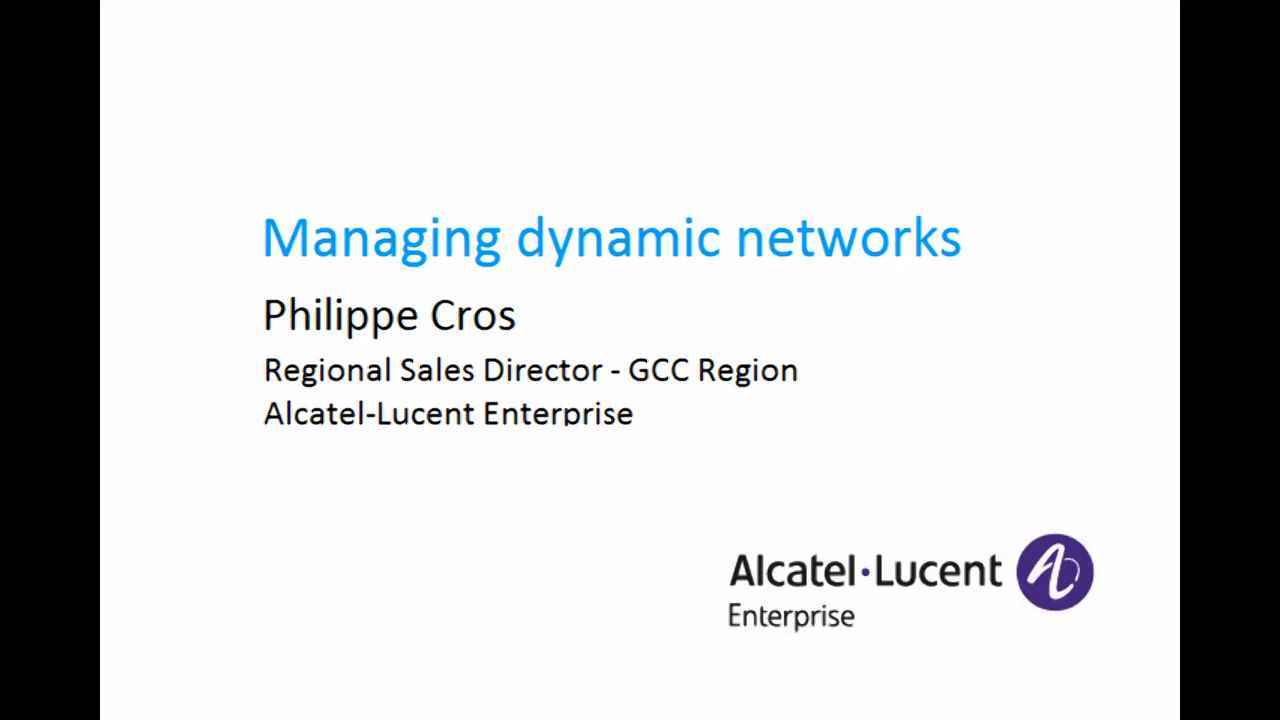 Managing dynamic networks
Philippe Cros
Regional Sales Director - GCC Region
Alcatel-Lucent Enterprise
Alcatel·Lucent
Enterprise